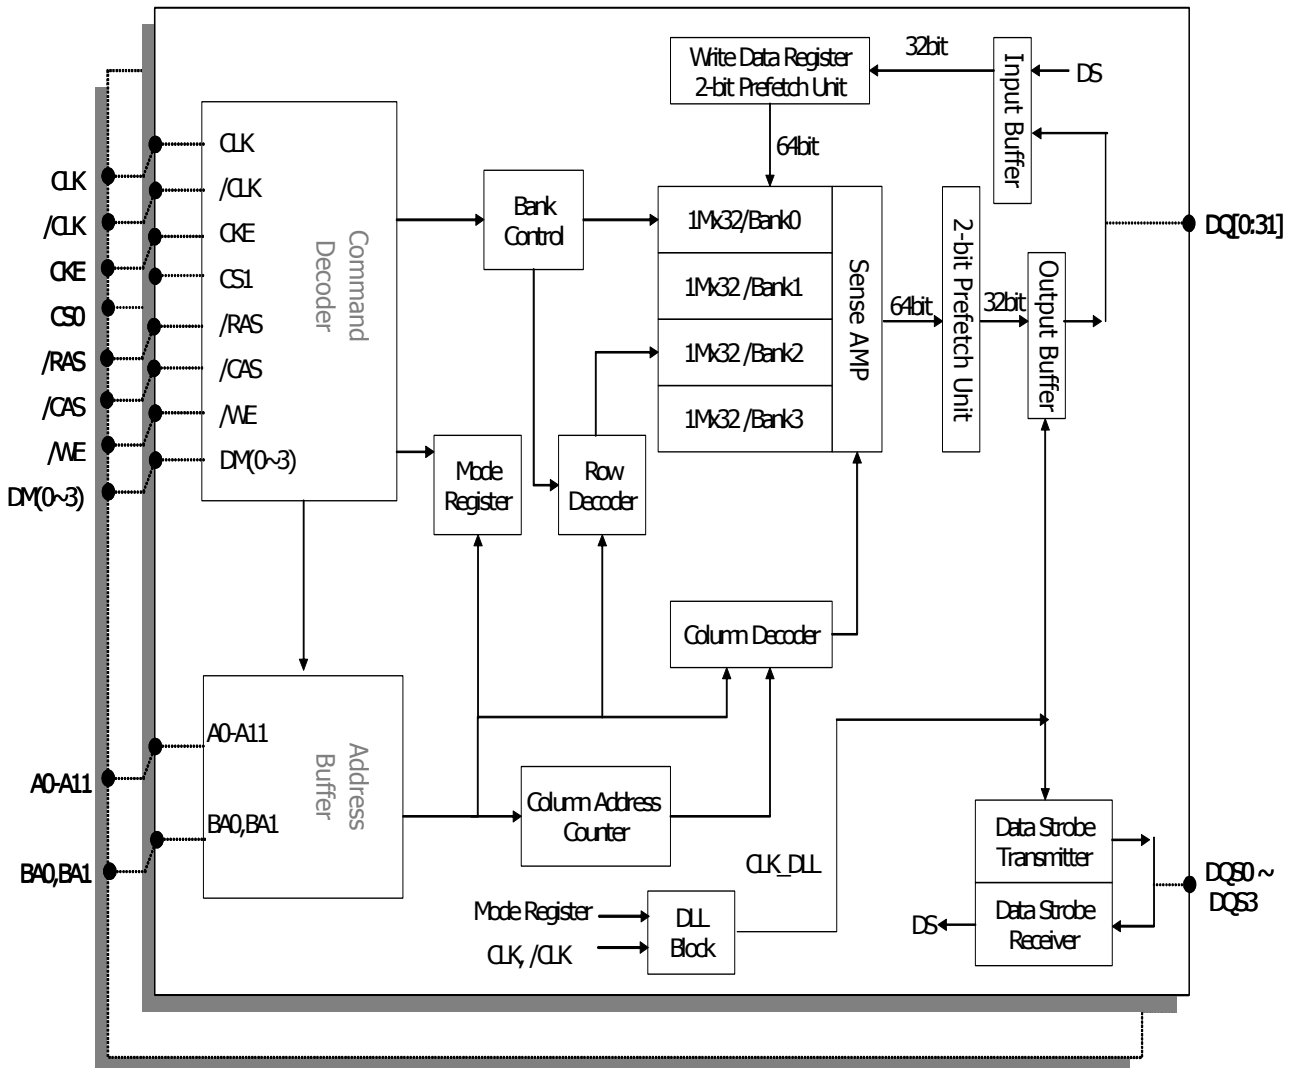 CLK
/CLK
CKE
CS0
/RAS
/CAS
/WE
DM(0~3)
A0-A11
BA0,BA1
CLK
/CLK
CKE
CS1
/RAS
/CAS
/WE
DM(0~3)
Command
Decoder
A0-A11
BA0,BA1
Address
Buffer
Bank
Control
Mode
Register
Row
Decoder
Write Data Register
2-bit Prefetch Unit
32bit
Input Buffer
DS
64bit
1Mx32/Bank0
1Mx32 /Bank1
1Mx32 /Bank2
1Mx32 /Bank3
Sense AMP
64bit
2-bit Prefetch Unit
32bit
Output Buffer
DQ[0:31]
Column Decoder
Column Address
Counter
CLK_DLL
Mode Register
CLK, /CLK
DLL
Block
Data Strobe
Transmitter
Data Strobe
Receiver
DS
DQS0 ~
DQS3